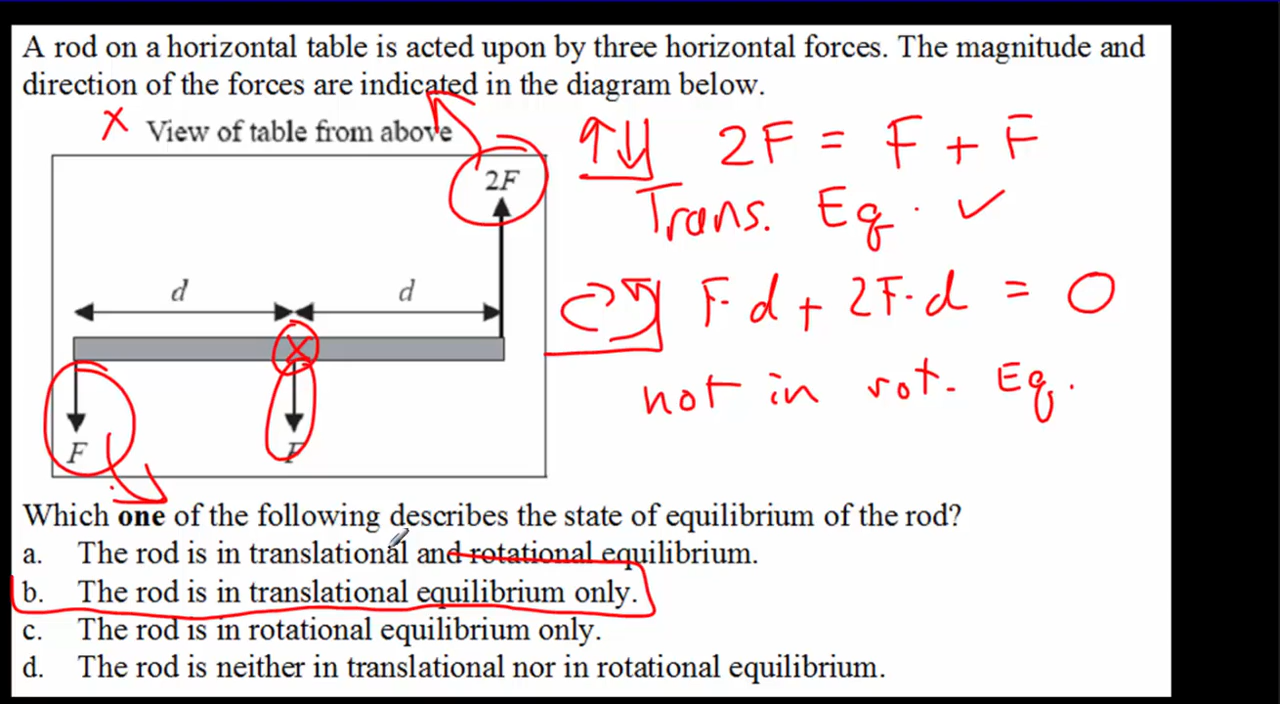 A rod on a horizontal table is acted upon by three horizontal forces. The magnitude and
direction of the forces are indicated in the diagram below.
X View of table from above
↑↓ 2F = F + F
2F
Trans. Eq. ✓
d d
F·d + 2F·d = 0
X
not in rot. Eq.
F F
Which one of the following describes the state of equilibrium of the rod?
a. The rod is in translational and rotational equilibrium.
b. The rod is in translational equilibrium only.
c. The rod is in rotational equilibrium only.
d. The rod is neither in translational nor in rotational equilibrium.